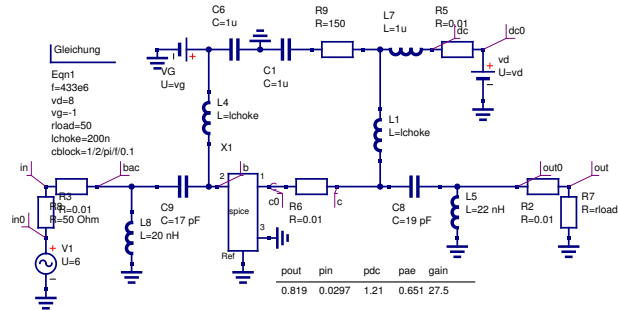 Gleichung
Eqn1
f=433e6
vd=8
vg=-1
rload=50
lchoke=200n
cblock=1/2/pi/f/0.1
VG
U=vg
C6
C=1u
C1
C=1u
R9
R=150
L7
L=1u
R5
R=0.01
dc
dc0
vd
U=vd
L4
L=lchoke
L1
L=lchoke
X1
in
R3
R=0.01
bac
in0
R8
R=50 Ohm
V1
U=6
L8
L=20 nH
C9
C=17 pF
b
2
1
3
spice
Ref
c0
R6
R=0.01
c
C8
C=19 pF
L5
L=22 nH
out0
R2
R=0.01
out
R7
R=rload
pout pin pdc pae gain
0.819 0.0297 1.21 0.651 27.5